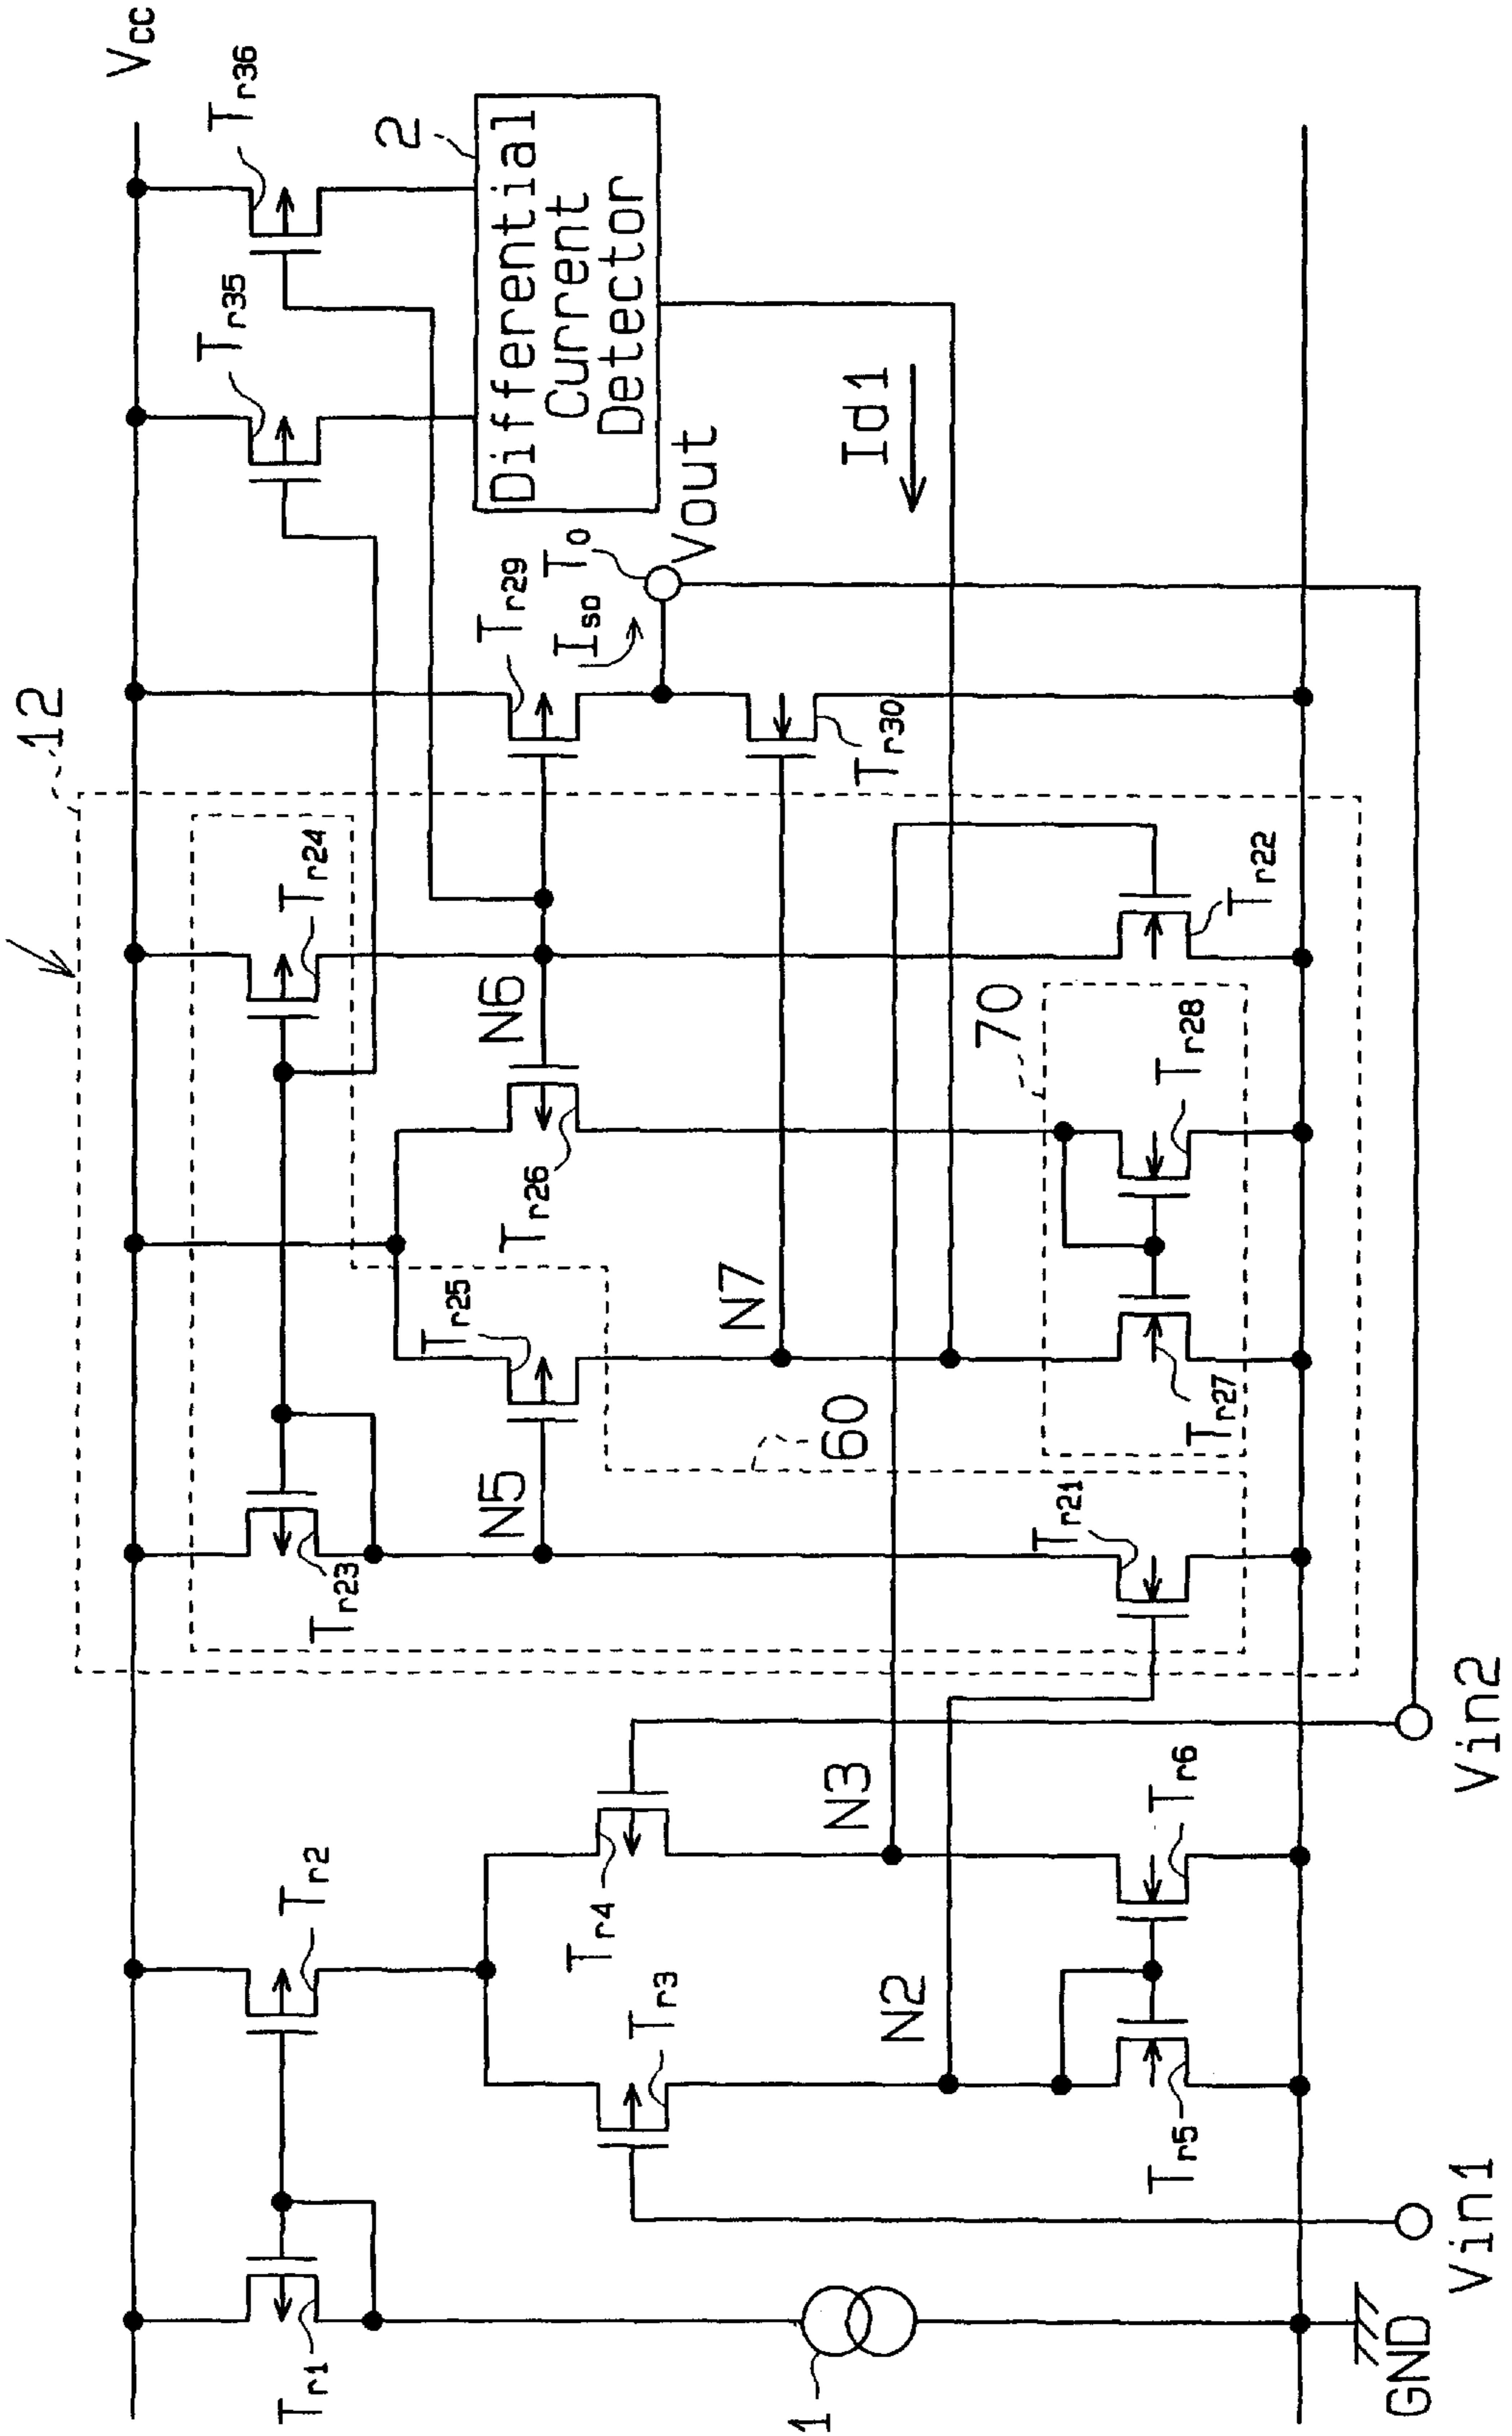 12
Vcc
Tr36
Tr35
Tr24
Tr23
Tr2
Tr1
2
Differential
Current
Detector
Tr29
Iso
To
Vout
N6
Tr26
Tr25
N5
Tr4
Tr3
Id1
Tr30
N7
60
N3
N2
70
Tr22
Tr28
Tr27
Tr21
Tr6
Tr5
1
Vin2
Vin1
GND